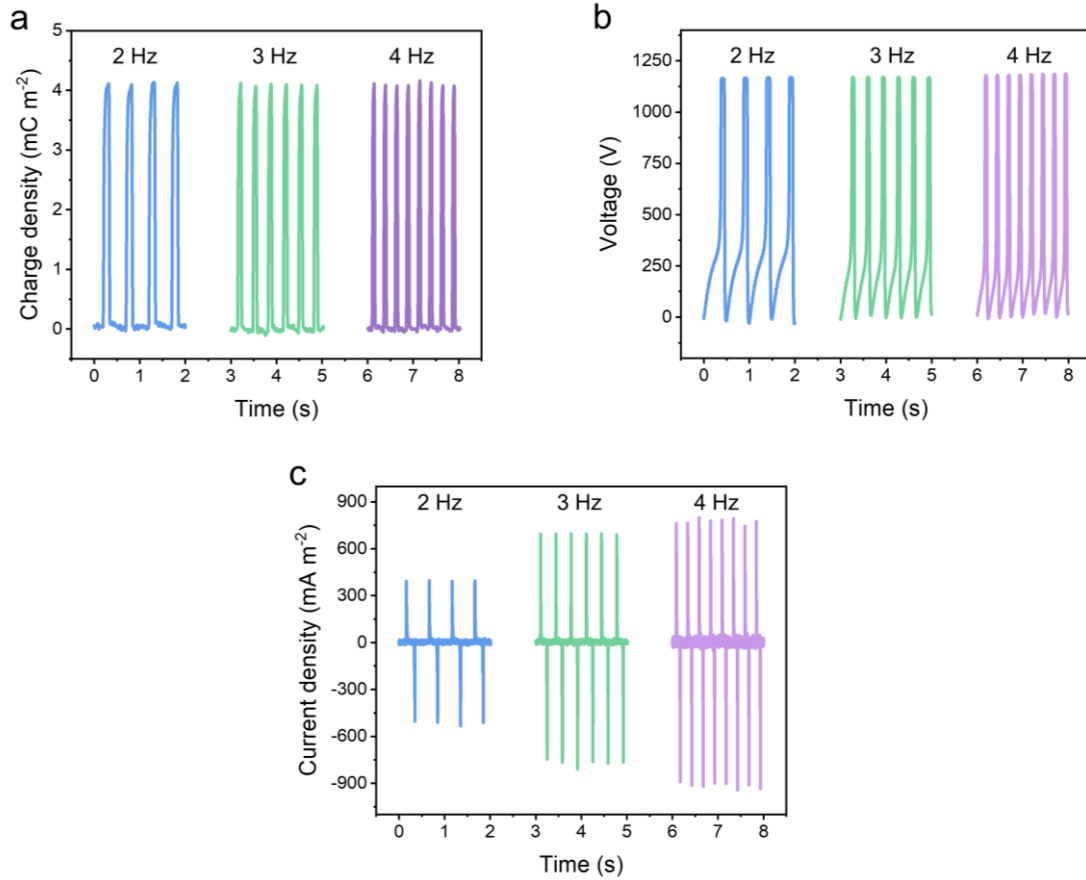 a
2 Hz 3 Hz 4 Hz
5
4
3
2
1
0
Charge density (mC m⁻²)
0 1 2 3 4 5 6 7 8
Time (s)
b
2 Hz 3 Hz 4 Hz
1250
1000
750
500
250
0
Voltage (V)
0 1 2 3 4 5 6 7 8
Time (s)
c
2 Hz 3 Hz 4 Hz
900
600
300
0
-300
-600
-900
Current density (mA m⁻²)
0 1 2 3 4 5 6 7 8
Time (s)